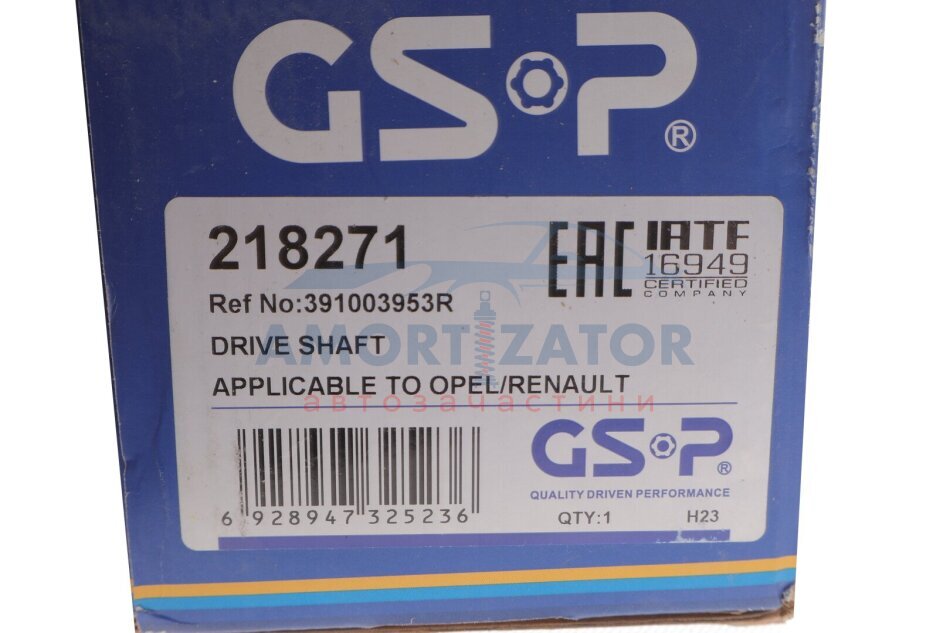 GSP®
218271
EAC
IATF
16949
CERTIFIED
COMPANY
Ref No:391003953R
AMORTIZATOR
DRIVE SHAFT
APPLICABLE TO OPEL/RENAULT
автозачастини
GSP®
QUALITY DRIVEN PERFORMANCE
6 928947 325236
QTY:1 H23